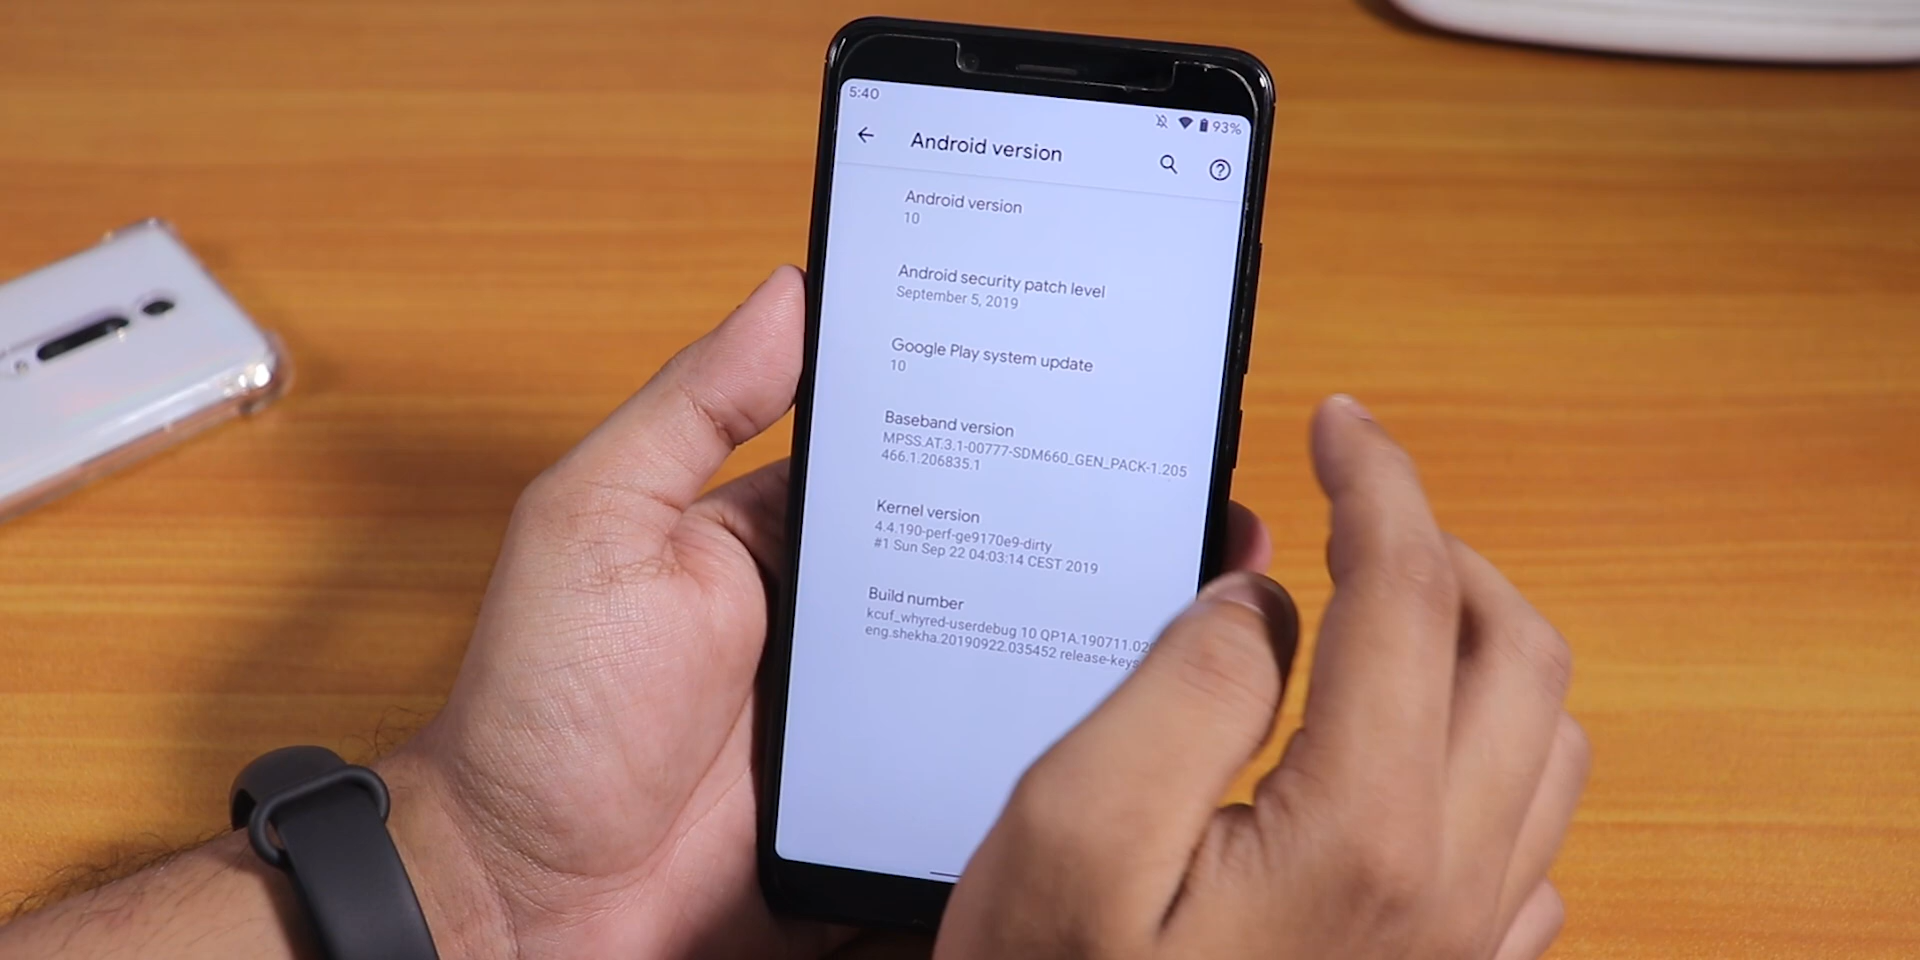 5:40
93%
Android version
Android version
10
Android security patch level
September 5, 2019
Google Play system update
10
Baseband version
MPSS.AT.3.1-00777-SDM660_GEN_PACK-1.205
466.1.206835.1
Kernel version
4.4.190-perf-ge9170e9-dirty
#1 Sun Sep 22 04:03:14 CEST 2019
Build number
kcuf_whyred-userdebug 10 QP1A.190711.02
eng.shekha.20190922.035452 release-keys